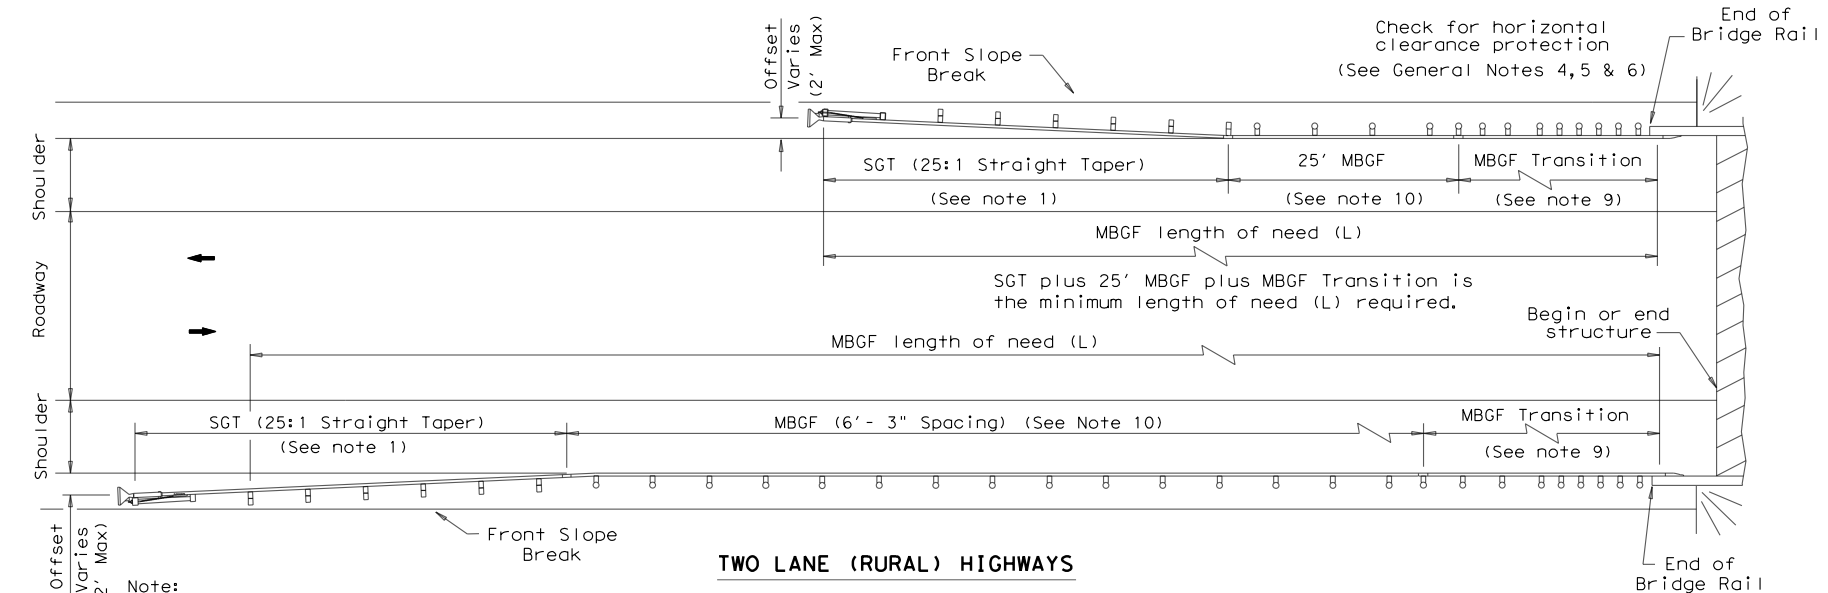 Offset
Varies
(2' Max)
Front Slope
Break
Check for horizontal
clearance protection
(See General Notes 4,5 & 6)
End of
Bridge Rail
Shoulder
SGT (25:1 Straight Taper)
(See note 1)
25' MBGF
(See note 10)
MBGF Transition
(See note 9)
MBGF length of need (L)
SGT plus 25' MBGF plus MBGF Transition is
the minimum length of need (L) required.
Roadway
Begin or end
structure
MBGF length of need (L)
Shoulder
SGT (25:1 Straight Taper)
(See note 1)
MBGF (6'- 3" Spacing) (See Note 10)
MBGF Transition
(See note 9)
Offset
Varies
2' Max)
Front Slope
Break
TWO LANE (RURAL) HIGHWAYS
End of
Bridge Rail
Note: